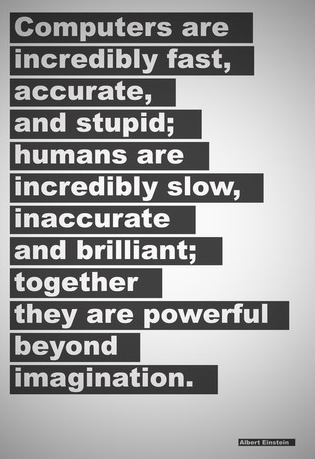 Computers are
incredibly fast,
accurate,
and stupid;
humans are
incredibly slow,
inaccurate
and brilliant;
together
they are powerful
beyond
imagination.
Albert Einstein